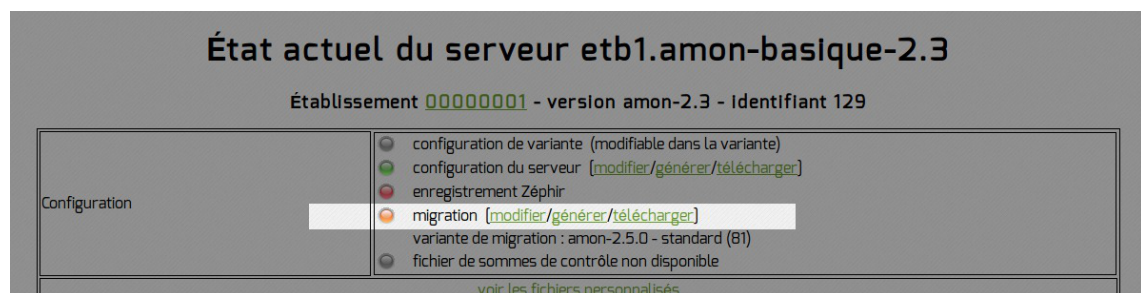 État actuel du serveur etb1.amon-basique-2.3
Établissement 00000001 - version amon-2.3 - identifiant 129
configuration de variante (modifiable dans la variante)
configuration du serveur [modifier/générer/télécharger]
enregistrement Zéphir
Configuration
migration [modifier/générer/télécharger]
variante de migration : amon-2.5.0 - standard (81)
fichier de sommes de contrôle non disponible
voir les fichiers personnalisés